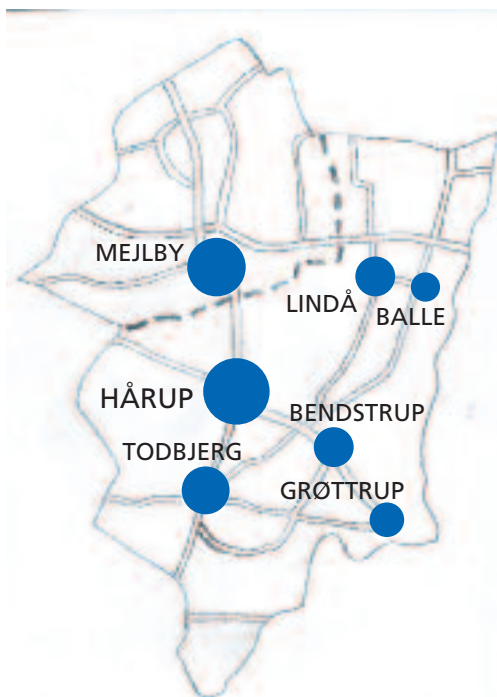 MEJLBY
LINDÅ
BALLE
HÅRUP
BENDSTRUP
TODBJERG
GRØTTRUP